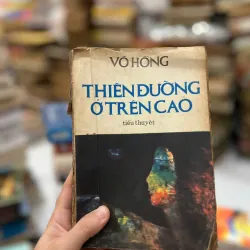 VÕ HỒNG
THIÊN ĐƯỜNG
Ở TRÊN CAO
tiểu thuyết